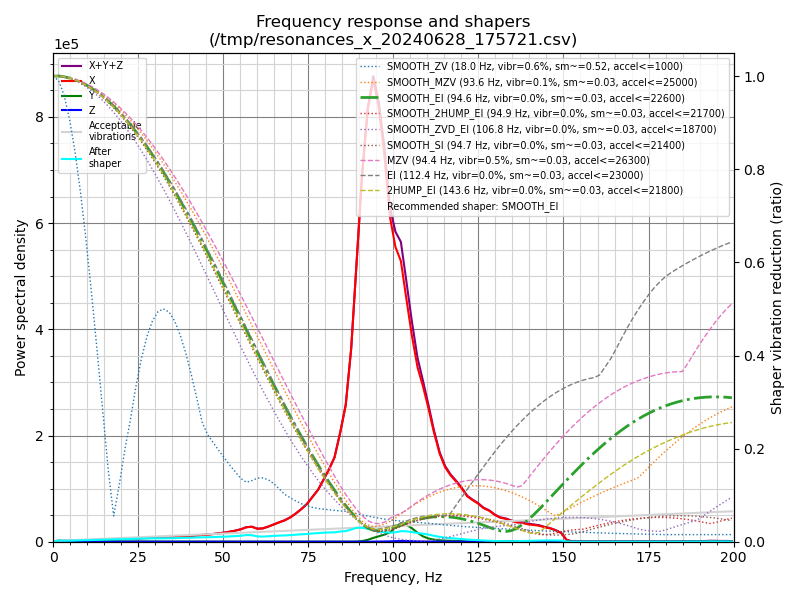 Frequency response and shapers
(/tmp/resonances_x_20240628_175721.csv)
1e5
X+Y+Z
X
Y
Z
Acceptable
vibrations
After
shaper
SMOOTH_ZV (18.0 Hz, vibr=0.6%, sm~=0.52, accel<=1000)
SMOOTH_MZV (93.6 Hz, vibr=0.1%, sm~=0.03, accel<=25000)
SMOOTH_EI (94.6 Hz, vibr=0.0%, sm~=0.03, accel<=22600)
SMOOTH_2HUMP_EI (94.9 Hz, vibr=0.0%, sm~=0.03, accel<=21700)
SMOOTH_ZVD_EI (106.8 Hz, vibr=0.0%, sm~=0.03, accel<=18700)
SMOOTH_SI (94.7 Hz, vibr=0.0%, sm~=0.03, accel<=21400)
MZV (94.4 Hz, vibr=0.5%, sm~=0.03, accel<=26300)
EI (112.4 Hz, vibr=0.0%, sm~=0.03, accel<=23000)
2HUMP_EI (143.6 Hz, vibr=0.0%, sm~=0.03, accel<=21800)
Recommended shaper: SMOOTH_EI
Power spectral density
8
6
4
2
0
1.0
0.8
0.6
0.4
0.2
0.0
Shaper vibration reduction (ratio)
0 25 50 75 100 125 150 175 200
Frequency, Hz